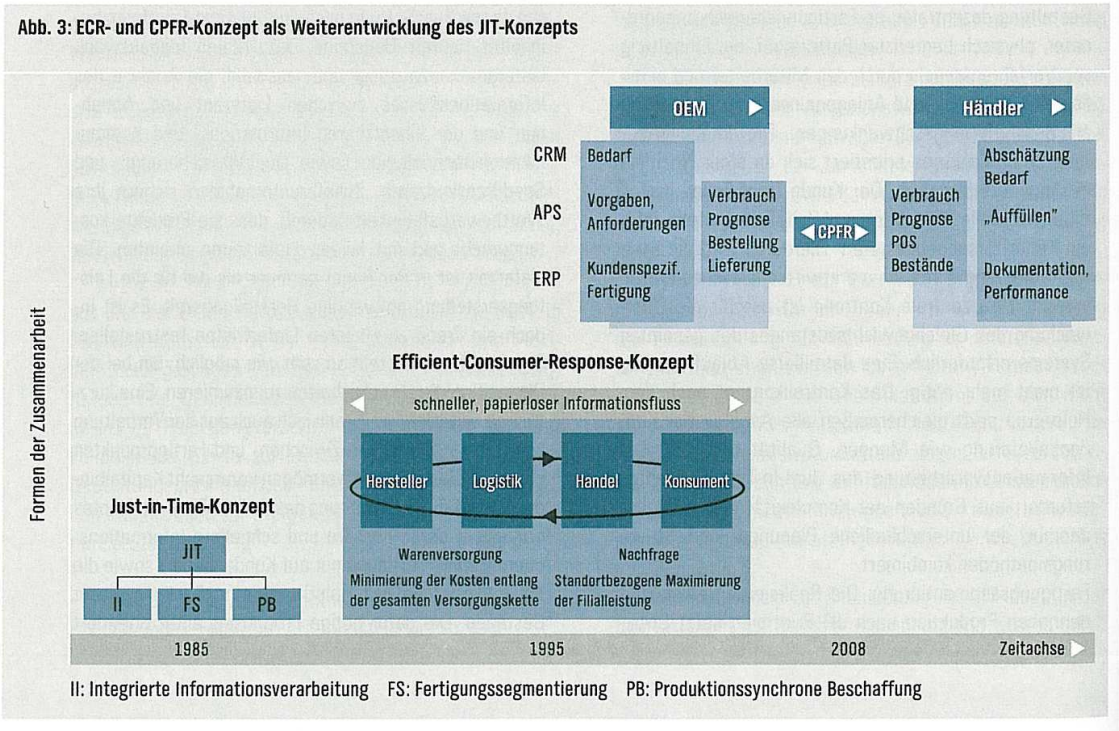 Abb. 3: ECR- und CPFR-Konzept als Weiterentwicklung des JIT-Konzepts
OEM
Händler
CRM
APS
ERP
Bedarf
Vorgaben,
Anforderungen
Kundenspezif.
Fertigung
Verbrauch
Prognose
Bestellung
Lieferung
CPFR
Verbrauch
Prognose
POS
Bestände
Abschätzung
Bedarf
„Auffüllen"
Dokumentation,
Performance
Formen der Zusammenarbeit
Efficient-Consumer-Response-Konzept
schneller, papierloser Informationsfluss
Hersteller
Logistik
Handel
Konsument
Warenversorgung
Minimierung der Kosten entlang
der gesamten Versorgungskette
Nachfrage
Standortbezogene Maximierung
der Filialleistung
Just-in-Time-Konzept
JIT
II
FS
PB
1985
1995
2008
Zeitachse
II: Integrierte Informationsverarbeitung FS: Fertigungssegmentierung PB: Produktionssynchrone Beschaffung